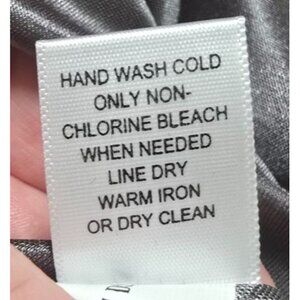 HAND WASH COLD
ONLY NON-
CHLORINE BLEACH
WHEN NEEDED
LINE DRY
WARM IRON
OR DRY CLEAN